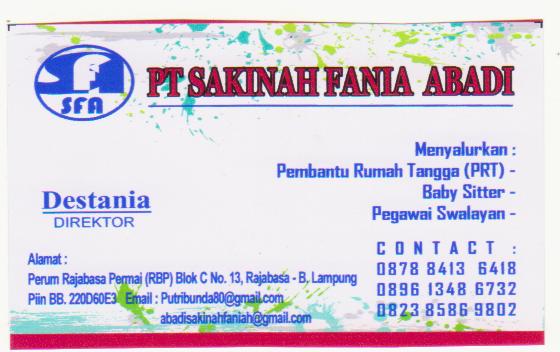 SFA
PT SAKINAH FANIA ABADI
Menyalurkan :
Pembantu Rumah Tangga (PRT) -
Baby Sitter -
Pegawai Swalayan -
Destania
DIREKTOR
CONTACT :
0878 8413 6418
0896 1348 6732
0823 8586 9802
Alamat :
Perum Rajabasa Permai (RBP) Blok C No. 13, Rajabasa - B. Lampung
Piin BB. 220D60E3 Email : Putribunda80@gmail.com
abadisakinahfaniah@gmail.com